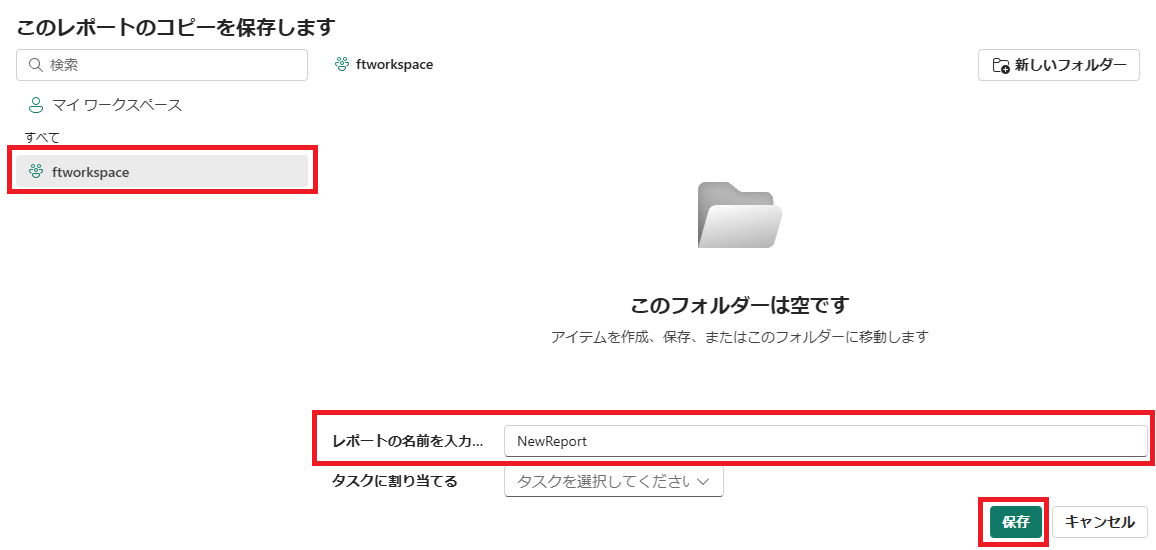 このレポートのコピーを保存します
検索
ftworkspace
新しいフォルダー
マイ ワークスペース
すべて
ftworkspace
このフォルダーは空です
アイテムを作成、保存、またはこのフォルダーに移動します
レポートの名前を入力...
NewReport
タスクに割り当てる
タスクを選択してください
保存
キャンセル